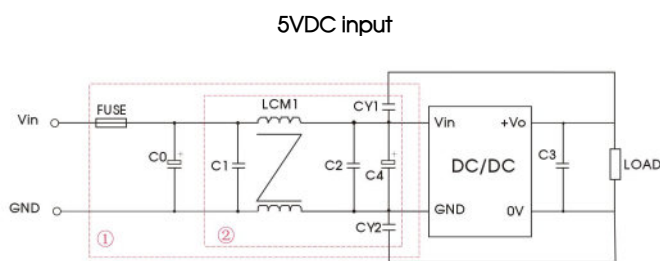 5VDC input
FUSE
LCM1
CY1
Vin
Vin
+Vo
C0
+
C1
C2
+
C4
DC/DC
C3
LOAD
GND
GND
0V
①
②
CY2